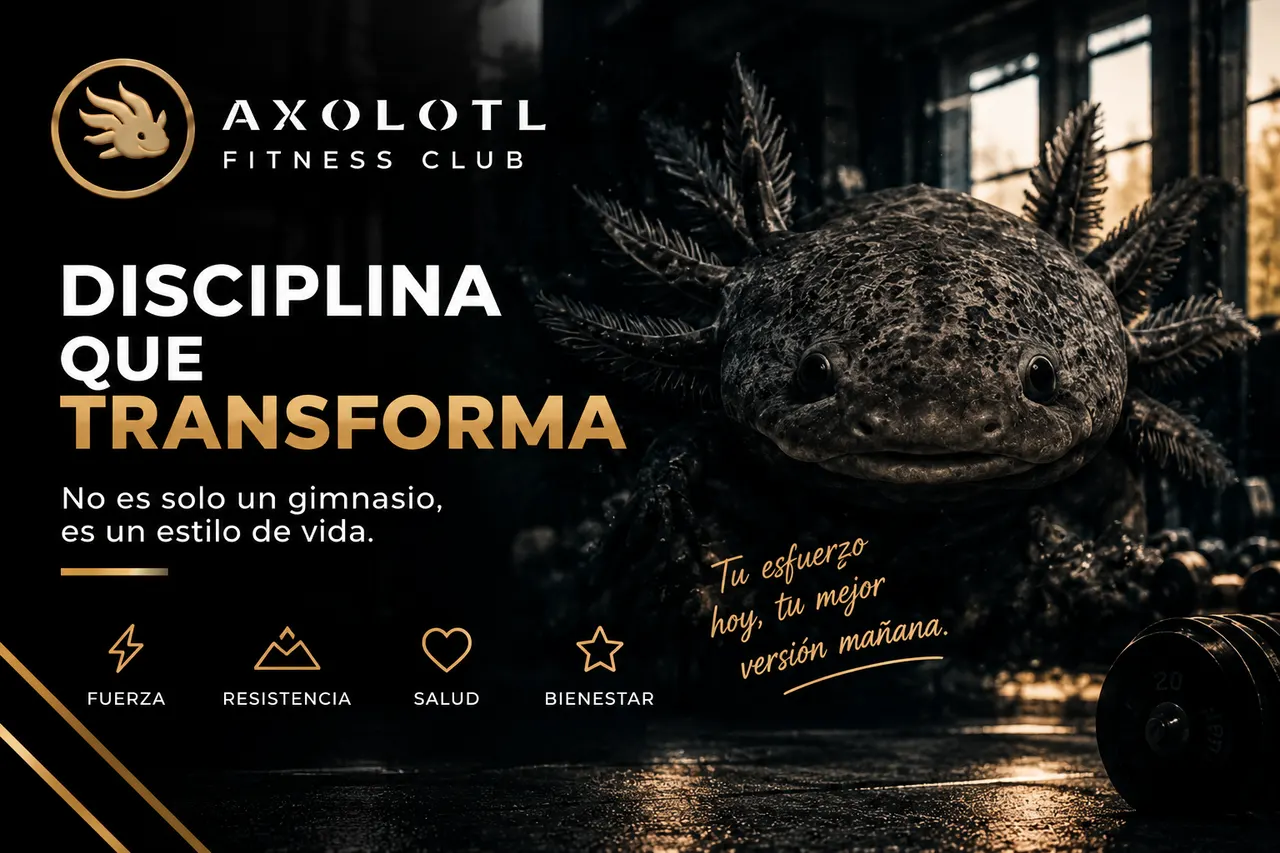 AXOLOTL
FITNESS CLUB
DISCIPLINA
QUE
TRANSFORMA
No es solo un gimnasio,
es un estilo de vida.
FUERZA
RESISTENCIA
SALUD
BIENESTAR
Tu esfuerzo
hoy, tu mejor
versión mañana.
20